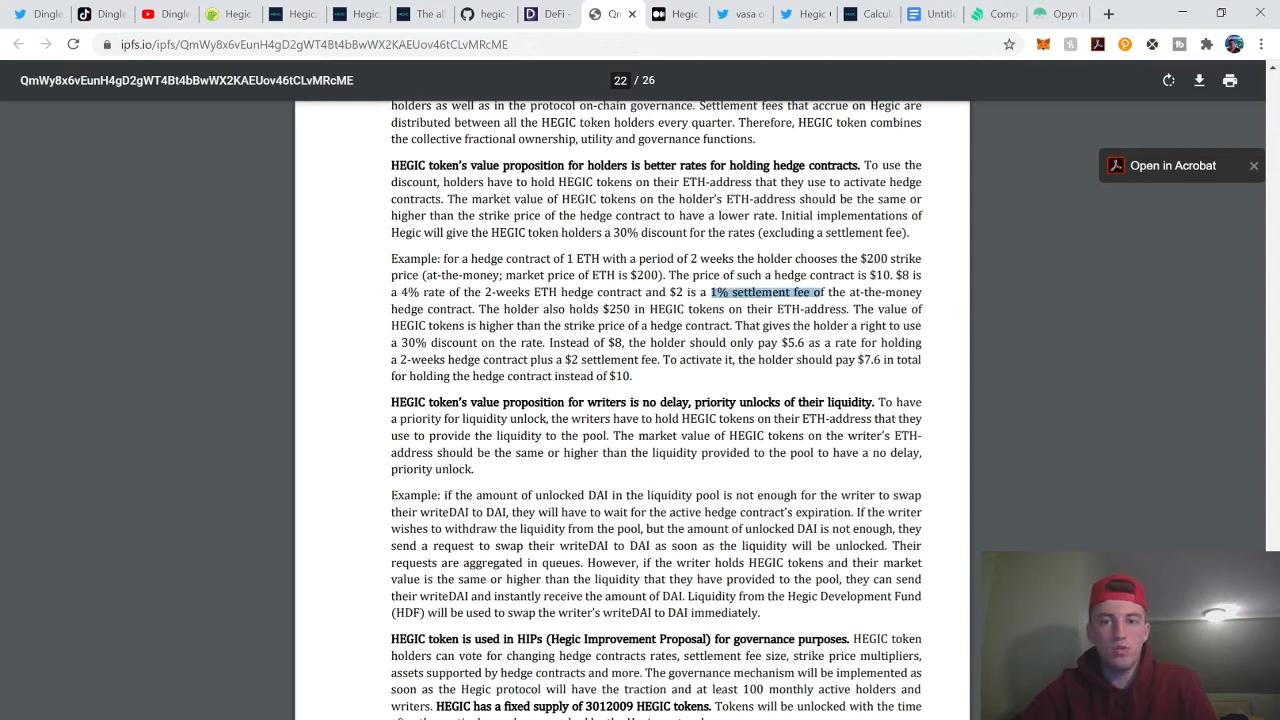 Dingle
TikTok
Dingle
Hegic
Hegic
Hegic
The all
hegic-
DeFi -
Qm
Hegic
vasa o
Hegic
Calcula
Untitle
Comp
Opyn
ipfs.io/ipfs/QmWy8x6vEunH4gD2gWT4Bt4bBwWX2KAEUov46tCLvMRcME
QmWy8x6vEunH4gD2gWT4Bt4bBwWX2KAEUov46tCLvMRcME
22 / 26
Open in Acrobat
holders as well as in the protocol on-chain governance. Settlement fees that accrue on Hegic are
distributed between all the HEGIC token holders every quarter. Therefore, HEGIC token combines
the collective fractional ownership, utility and governance functions.
HEGIC token's value proposition for holders is better rates for holding hedge contracts. To use the
discount, holders have to hold HEGIC tokens on their ETH-address that they use to activate hedge
contracts. The market value of HEGIC tokens on the holder's ETH-address should be the same or
higher than the strike price of the hedge contract to have a lower rate. Initial implementations of
Hegic will give the HEGIC token holders a 30% discount for the rates (excluding a settlement fee).
Example: for a hedge contract of 1 ETH with a period of 2 weeks the holder chooses the $200 strike
price (at-the-money; market price of ETH is $200). The price of such a hedge contract is $10. $8 is
a 4% rate of the 2-weeks ETH hedge contract and $2 is a 1% settlement fee of the at-the-money
hedge contract. The holder also holds $250 in HEGIC tokens on their ETH-address. The value of
HEGIC tokens is higher than the strike price of a hedge contract. That gives the holder a right to use
a 30% discount on the rate. Instead of $8, the holder should only pay $5.6 as a rate for holding
a 2-weeks hedge contract plus a $2 settlement fee. To activate it, the holder should pay $7.6 in total
for holding the hedge contract instead of $10.
HEGIC token's value proposition for writers is no delay, priority unlocks of their liquidity. To have
a priority for liquidity unlock, the writers have to hold HEGIC tokens on their ETH-address that they
use to provide the liquidity to the pool. The market value of HEGIC tokens on the writer's ETH-
address should be the same or higher than the liquidity provided to the pool to have a no delay,
priority unlock.
Example: if the amount of unlocked DAI in the liquidity pool is not enough for the writer to swap
their writeDAI to DAI, they will have to wait for the active hedge contract's expiration. If the writer
wishes to withdraw the liquidity from the pool, but the amount of unlocked DAI is not enough, they
send a request to swap their writeDAI to DAI as soon as the liquidity will be unlocked. Their
requests are aggregated in queues. However, if the writer holds HEGIC tokens and their market
value is the same or higher than the liquidity that they have provided to the pool, they can send
their writeDAI and instantly receive the amount of DAI. Liquidity from the Hegic Development Fund
(HDF) will be used to swap the writer's writeDAI to DAI immediately.
HEGIC token is used in HIPs (Hegic Improvement Proposal) for governance purposes. HEGIC token
holders can vote for changing hedge contracts rates, settlement fee size, strike price multipliers,
assets supported by hedge contracts and more. The governance mechanism will be implemented as
soon as the Hegic protocol will have the traction and at least 100 monthly active holders and
writers. HEGIC has a fixed supply of 3012009 HEGIC tokens. Tokens will be unlocked with the time